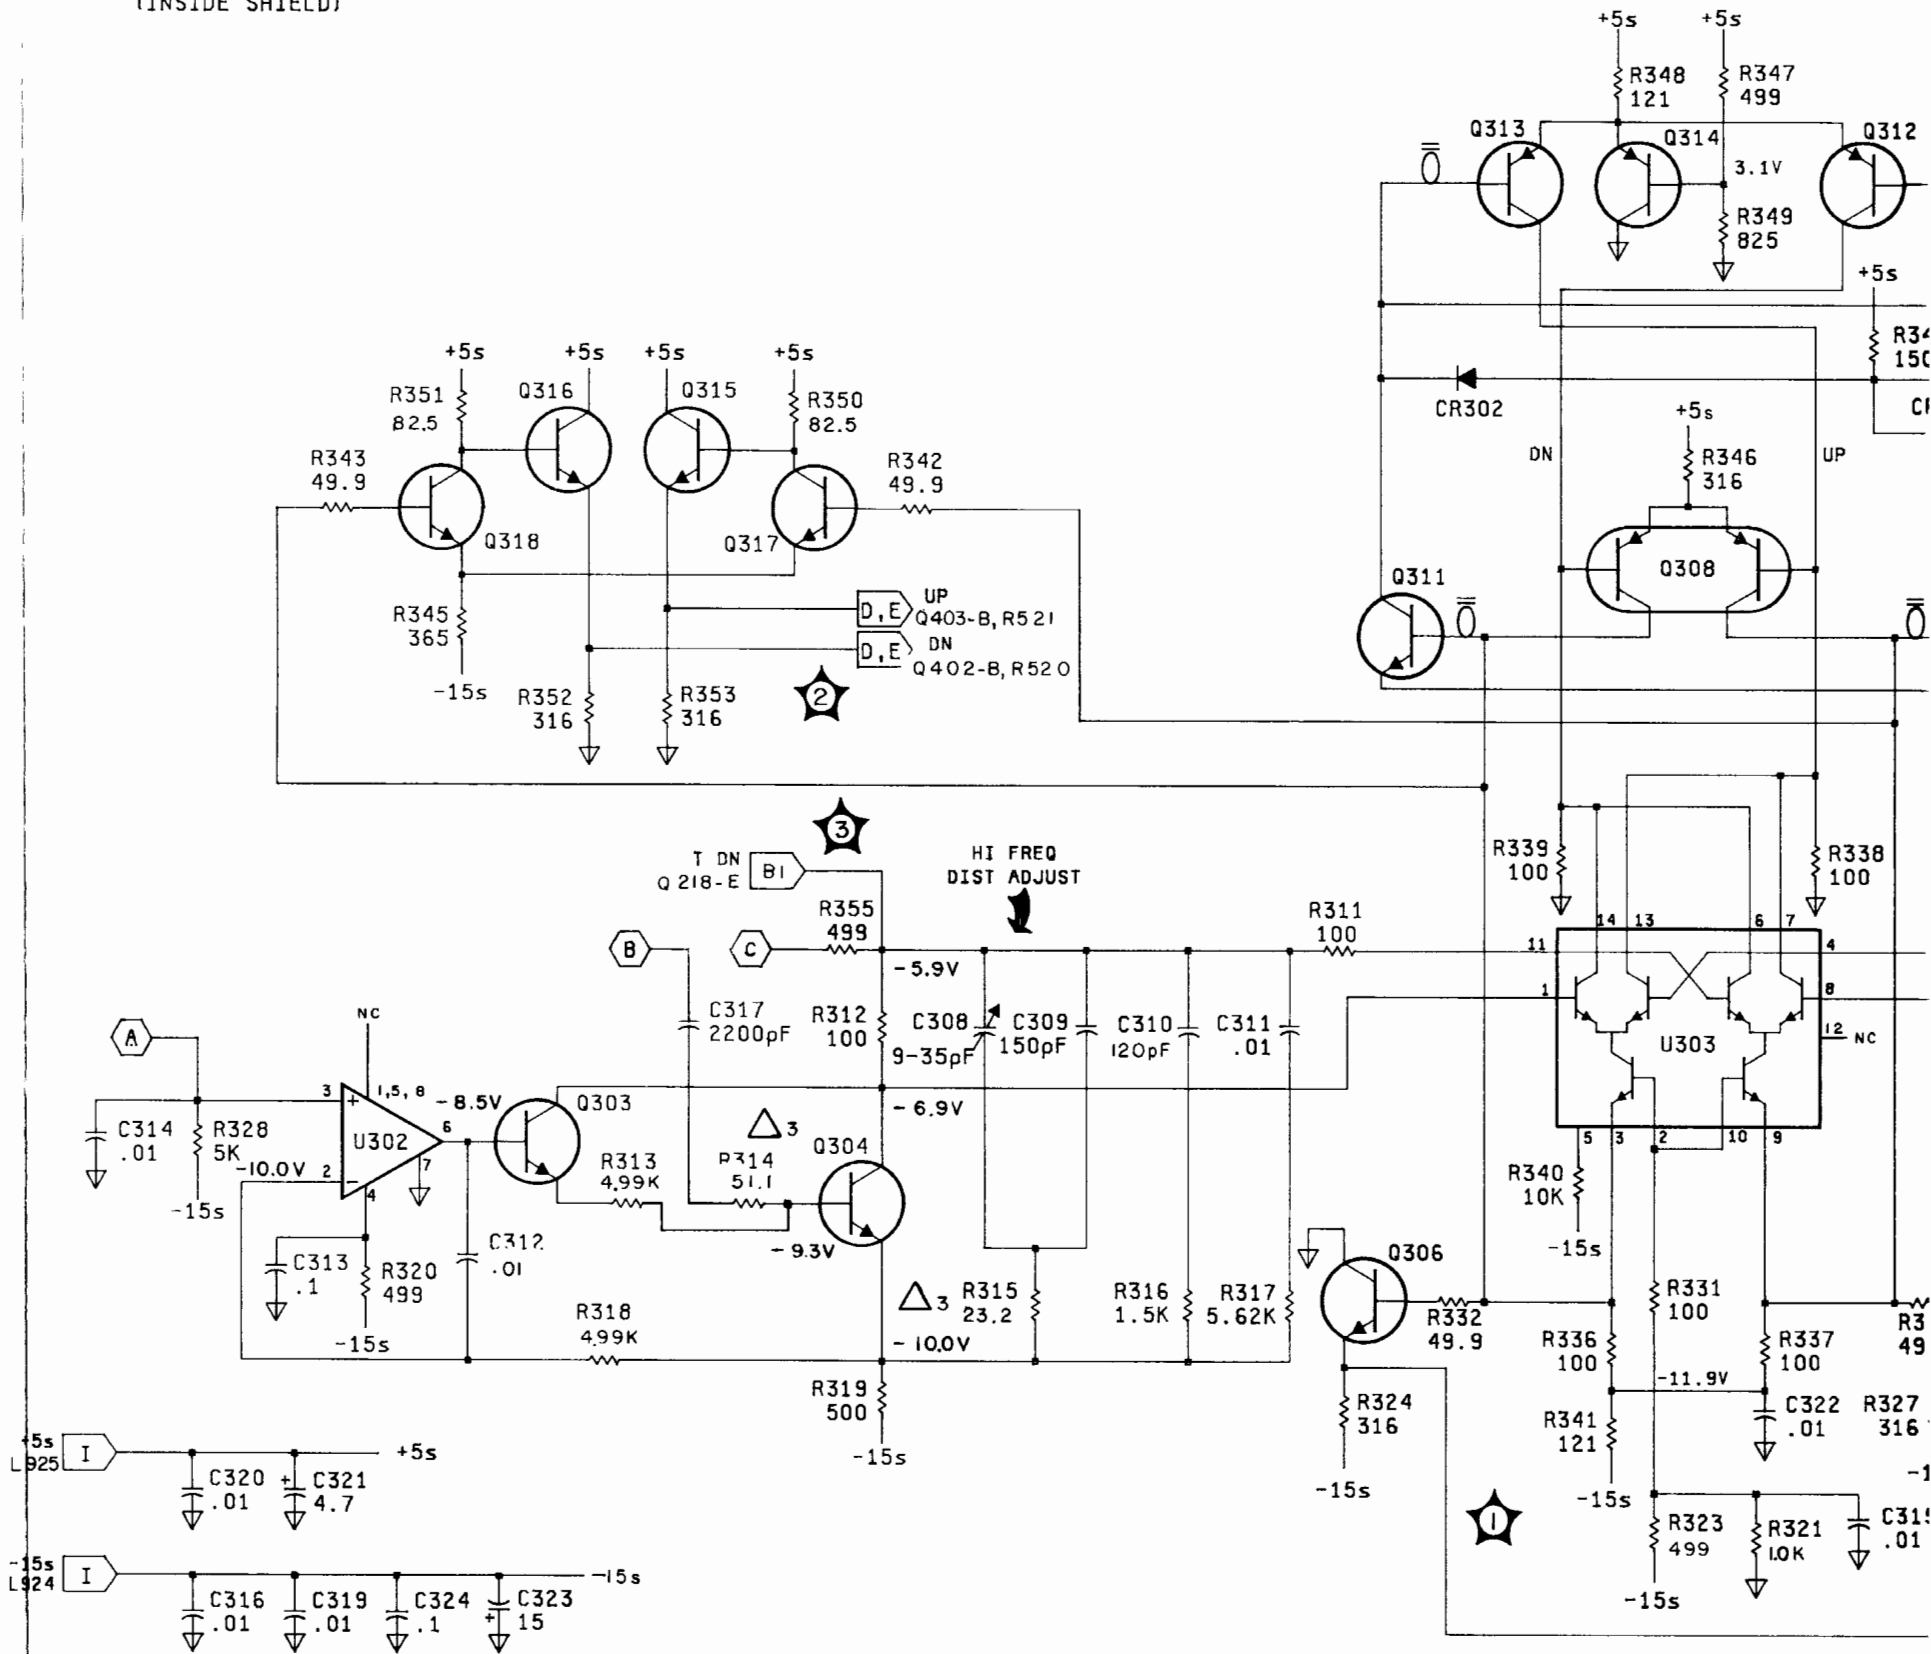 (INSIDE SHIELD)
+5s
+5s
R348
121
R347
499
Q313
Q314
Q312
3.1V
R349
825
+5s
150
CR302
+5s
R346
316
DN
UP
Q308
Q311
+5s
+5s
+5s
+5s
R351
82.5
Q316
Q315
R350
82.5
R343
49.9
R342
49.9
Q318
Q317
R345
365
-15s
D,E
UP
Q403-B, R521
D,E
DN
Q402-B, R520
R352
316
R353
316
2
3
T DN
Q218-E
B1
HI FREQ
DIST ADJUST
R339
100
R338
100
R355
499
R311
100
B
C
-5.9V
14
13
6
7
11
4
1
8
12
NC
U303
C317
2200pF
R312
100
C308
9-35pF
C309
150pF
C310
120pF
C311
.01
A
NC
3
+
1,5,8
-8.5V
Q303
-6.9V
C314
.01
R328
5K
U302
6
3
Q304
-10.0V
2
-
7
4
R313
4.99K
R314
51.1
-15s
5
3
2
10
9
R340
10K
-15s
C313
.1
R320
499
C312
.01
-9.3V
Q306
-15s
R318
4.99K
3
R315
23.2
R316
1.5K
R317
5.62K
R332
49.9
R331
100
R336
100
R337
100
49
-10.0V
-11.9V
R319
500
R324
316
R341
121
C322
.01
R327
316
-15s
-15s
-15s
+5s
L925
I
+5s
C320
.01
+
C321
4.7
1
R323
499
R321
1.0K
.01
-15s
-15s
L924
I
-15s
C316
.01
C319
.01
C324
.1
+
C323
15